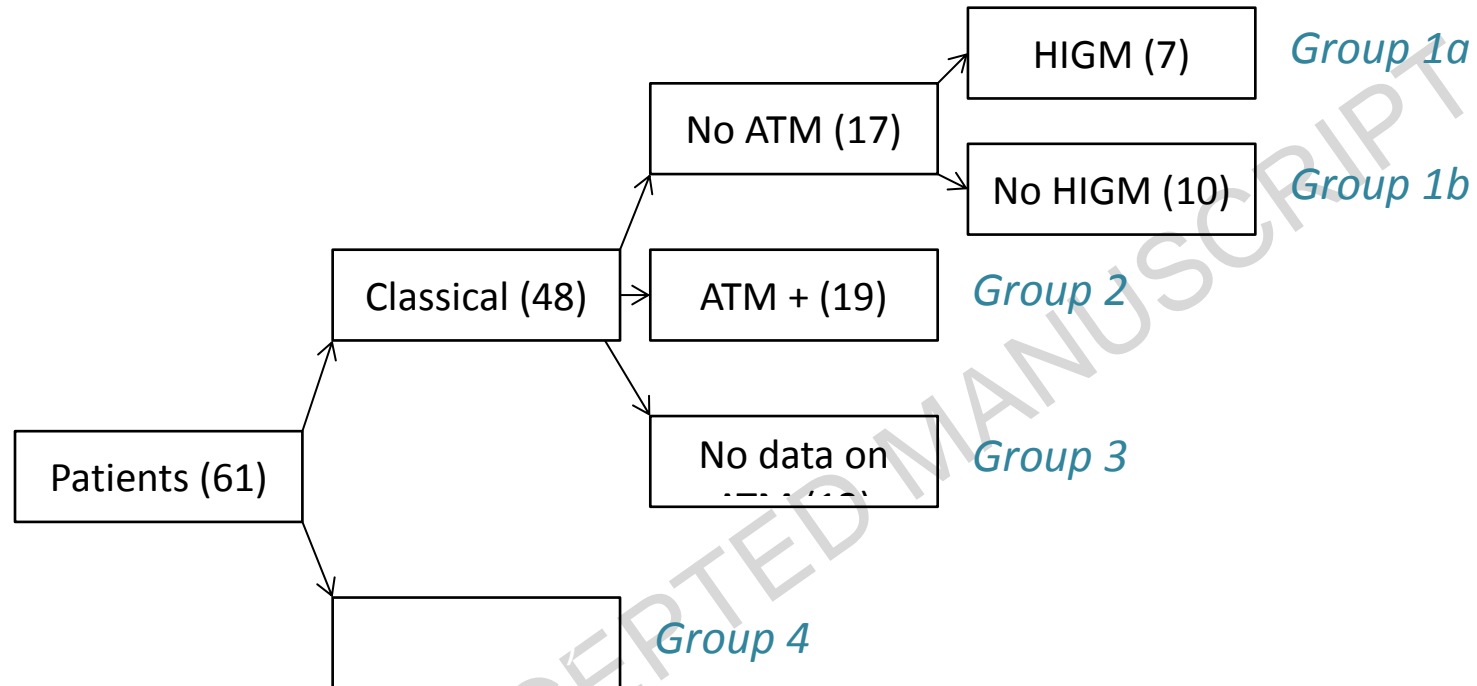 HIGM (7)
Group 1a
No ATM (17)
No HIGM (10)
Group 1b
Classical (48)
ATM + (19)
Group 2
No data on
Group 3
Patients (61)
Group 4